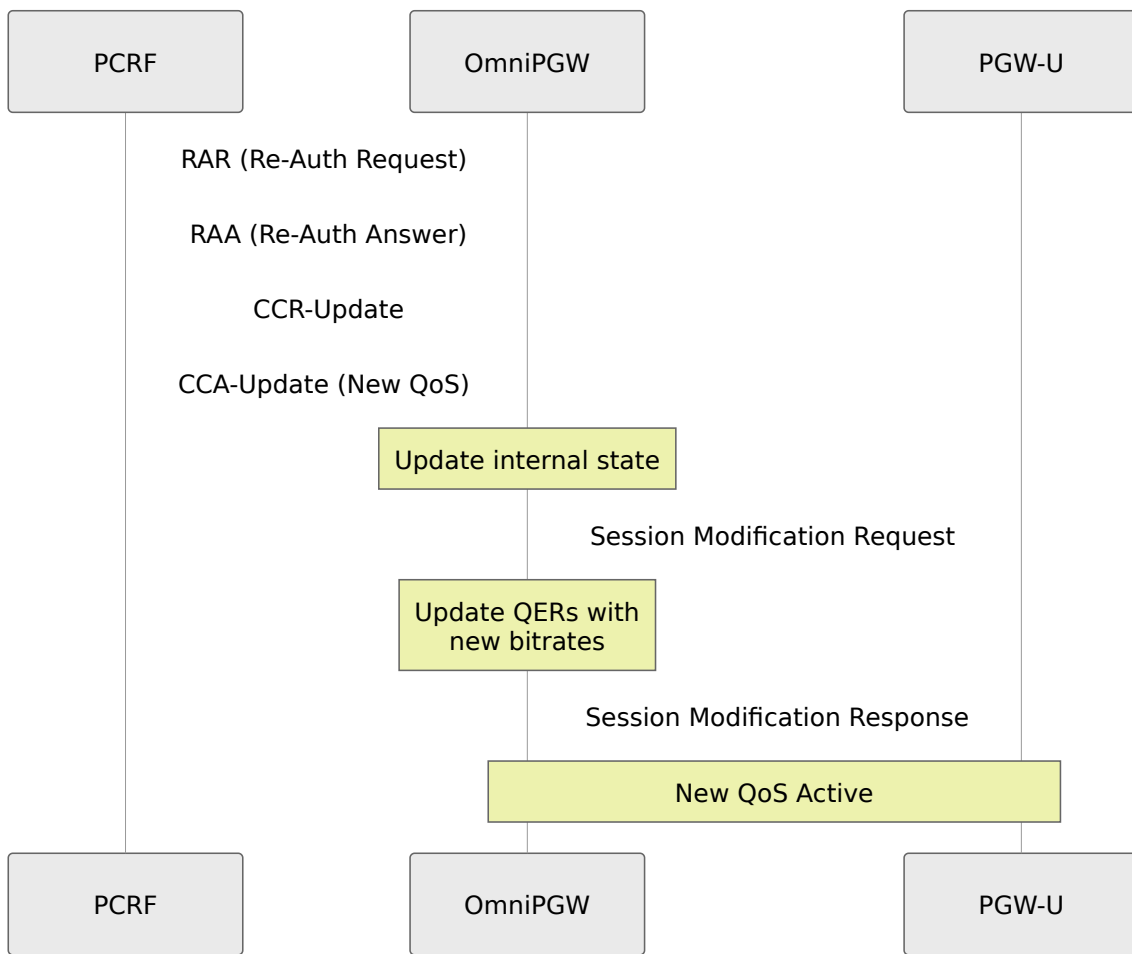 PCRF
OmniPGW
PGW-U
RAR (Re-Auth Request)
RAA (Re-Auth Answer)
CCR-Update
CCA-Update (New QoS)
Update internal state
Session Modification Request
Update QERs with
new bitrates
Session Modification Response
New QoS Active
PCRF
OmniPGW
PGW-U